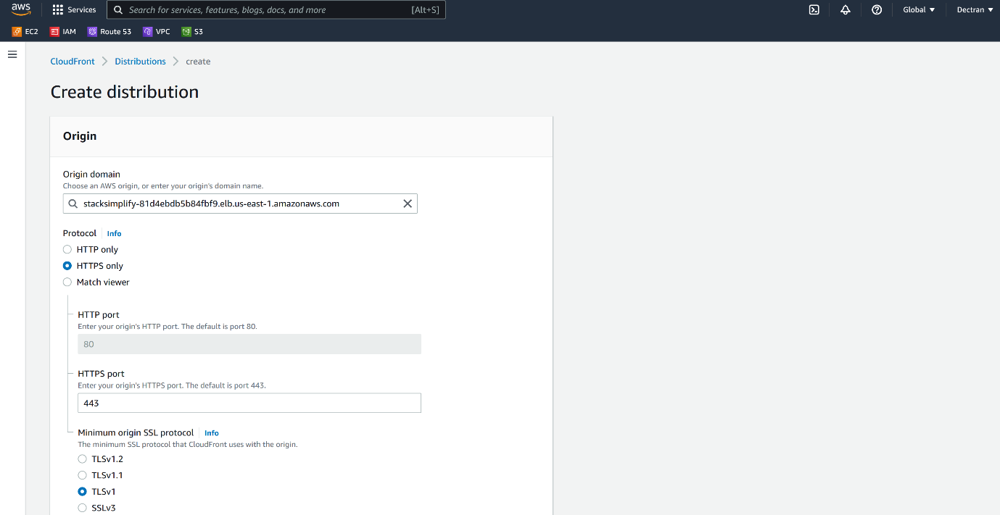 aws Services Search for services, features, blogs, docs, and more [Alt+S] Global Dectran
EC2 IAM Route 53 VPC S3
CloudFront Distributions create
Create distribution
Origin
Origin domain
Choose an AWS origin, or enter your origin's domain name.
stacksimplify-81d4ebdb5b84fbf9.elb.us-east-1.amazonaws.com
Protocol Info
HTTP only
HTTPS only
Match viewer
HTTP port
Enter your origin's HTTP port. The default is port 80.
80
HTTPS port
Enter your origin's HTTPS port. The default is port 443.
443
Minimum origin SSL protocol Info
The minimum SSL protocol that CloudFront uses with the origin.
TLSv1.2
TLSv1.1
TLSv1
SSLv3